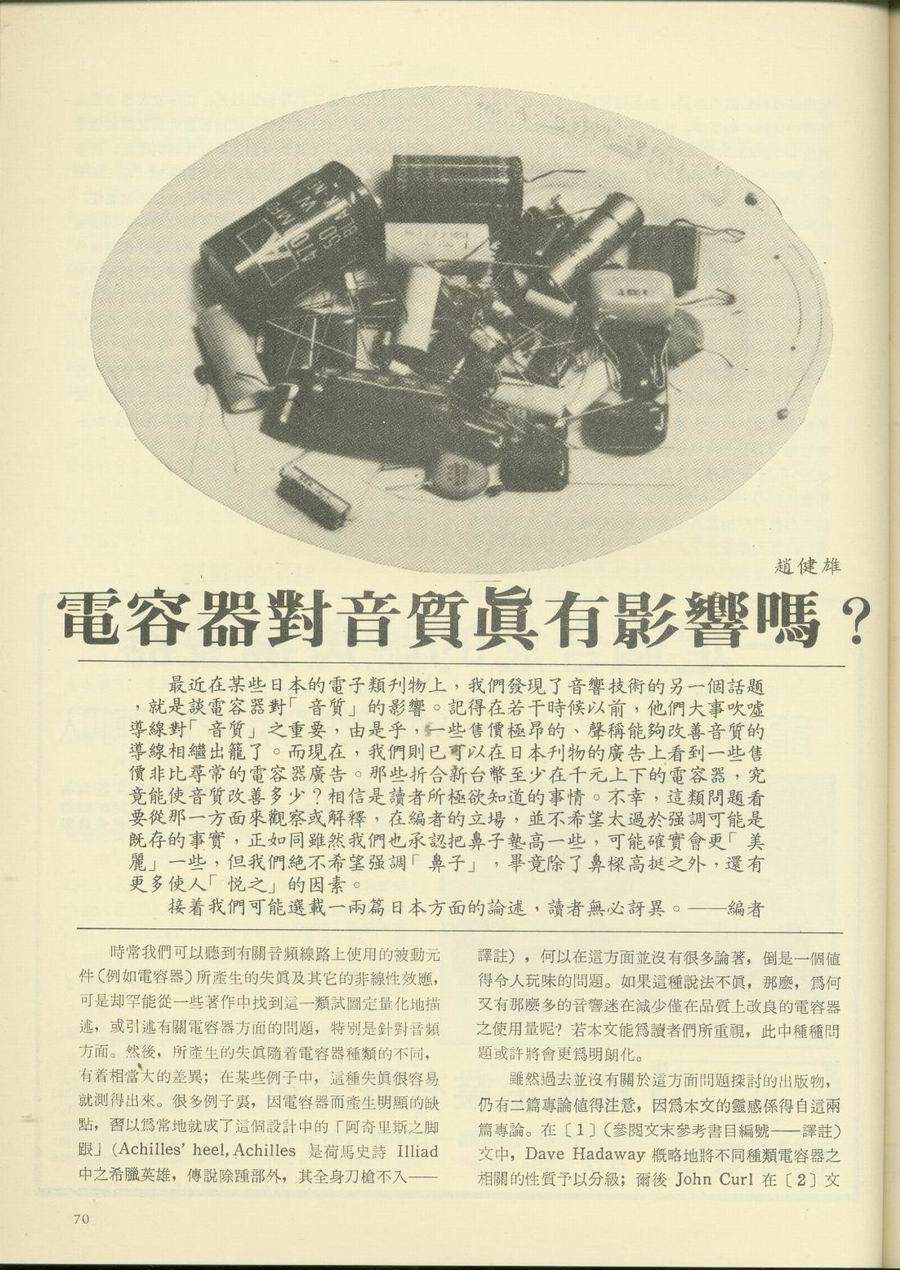 470 MFD
趙健雄
電容器對音質眞有影響嗎？
最近在某些日本的電子類刊物上，我們發現了音響技術的另一個話題
，就是談電容器對「音質」的影響。記得在若干時候以前，他們大事吹噓
導線對「音質」之重要，由是乎，一些售價極昂的、聲稱能夠改善音質的
導線相繼出籠了。而現在，我們則已可以在日本刊物的廣告上看到一些售
價非比尋常的電容器廣告。那些折合新台幣至少在千元上下的電容器，究
竟能使音質改善多少？相信是讀者所極欲知道的事情。不幸，這類問題看
要從那一方面來觀察或解釋，在編者的立場，並不希望太過於强調可能是
旣存的事實，正如同雖然我們也承認把鼻子墊高一些，可能確實會更「美
麗」一些，但我們絕不希望强調「鼻子」，畢竟除了鼻樑高挺之外，還有
更多使人「悅之」的因素。
接着我們可能選載一兩篇日本方面的論述，讀者無必訝異。——編者
時常我們可以聽到有關音頻線路上使用的被動元
件（例如電容器）所產生的失眞及其它的非線性效應，
可是却罕能從一些著作中找到這一類試圖定量化地描
述，或引述有關電容器方面的問題，特別是針對音頻
方面。然後，所產生的失眞隨着電容器種類的不同，
有着相當大的差異；在某些例子中，這種失眞很容易
就測得出來。很多例子裏，因電容器而產生明顯的缺
點，習以爲常地就成了這個設計中的「阿奇里斯之脚
跟」（Achilles' heel, Achilles 是荷馬史詩 Illiad
中之希臘英雄，傳說除踵部外，其全身刀槍不入——
譯註），何以在這方面並沒有很多論著，倒是一個值
得令人玩味的問題。如果這種說法不眞，那麼，爲何
又有那麼多的音響迷在減少僅在品質上改良的電容器
之使用量呢？若本文能爲讀者們所重視，此中種種問
題或許將會更爲明朗化。
雖然過去並沒有關於這方面問題探討的出版物，
仍有二篇專論值得注意，因爲本文的靈感係得自這兩
篇專論。在〔1〕（參閱文末參考書目編號——譯註）
文中，Dave Hadaway 概略地將不同種類電容器之
相關的性質予以分級；爾後 John Curl 在〔2〕文
70